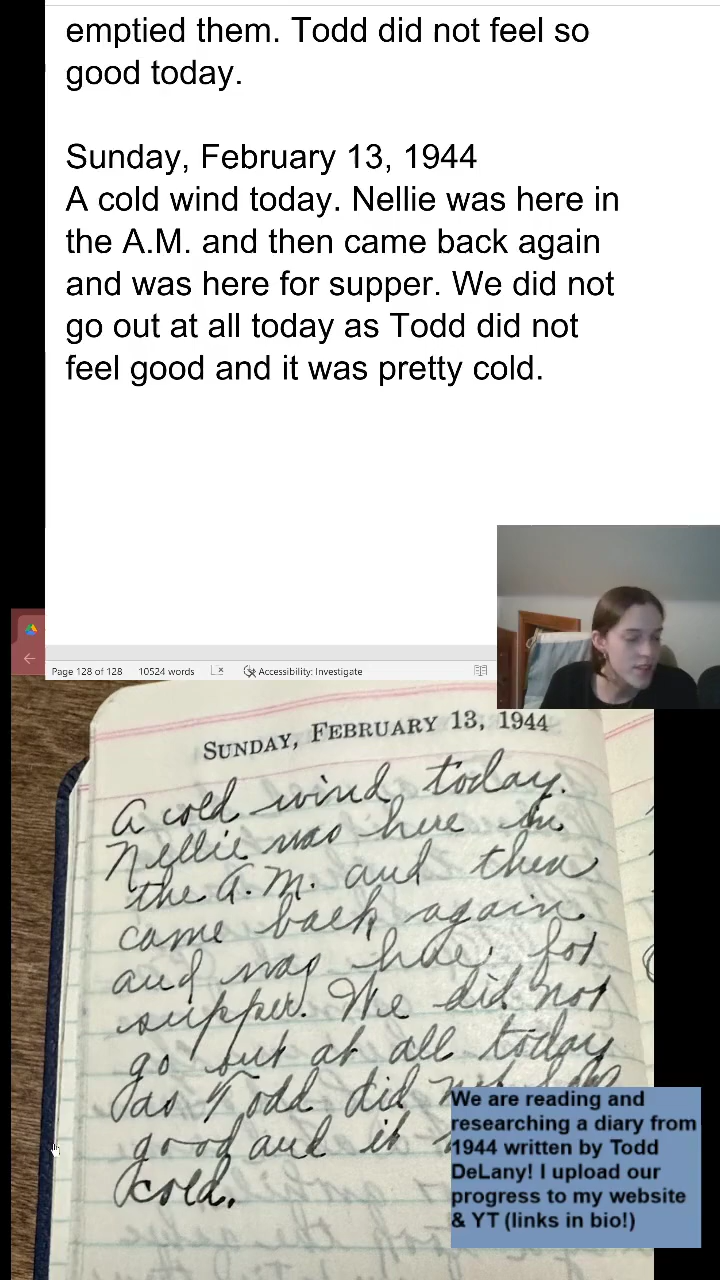 emptied them. Todd did not feel so
good today.
Sunday, February 13, 1944
A cold wind today. Nellie was here in
the A.M. and then came back again
and was here for supper. We did not
go out at all today as Todd did not
feel good and it was pretty cold.
Page 128 of 128 10524 words Accessibility: Investigate
SUNDAY, FEBRUARY 13, 1944
A cold wind today.
Nellie was here in
the A.M. and then
came back again
and was here for
supper. We did not
go out at all today
as Todd did not
good and it
cold.
We are reading and
researching a diary from
1944 written by Todd
DeLany! I upload our
progress to my website
& YT (links in bio!)